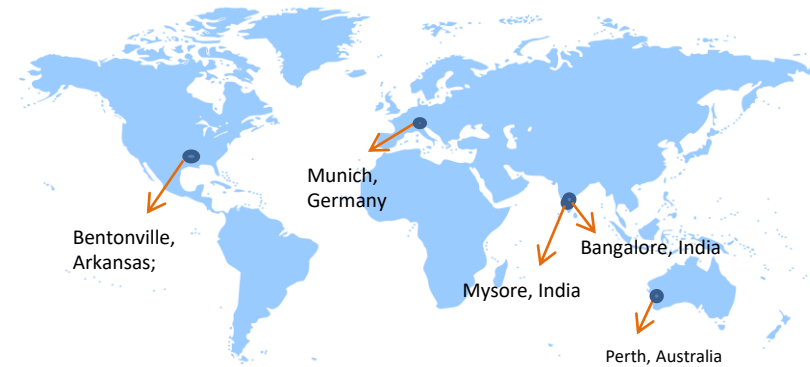 Munich,
Germany
Bentonville,
Arkansas;
Bangalore, India
Mysore, India
Perth, Australia